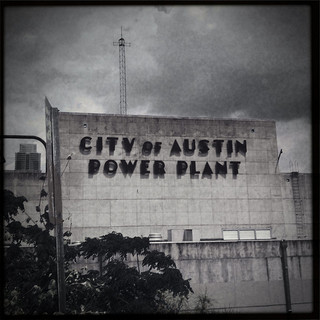 CITY OF AUSTIN
POWER PLANT